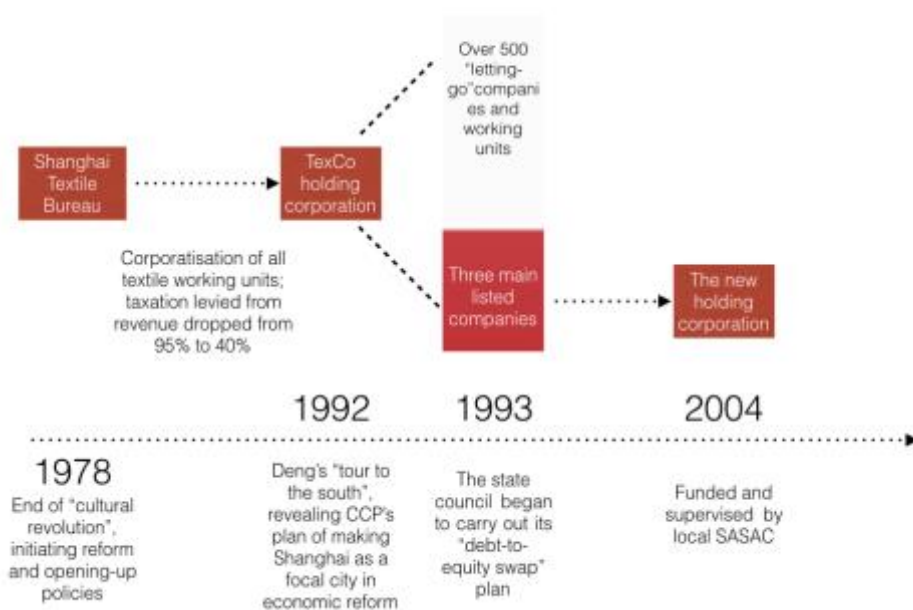 Over 500
"letting-
go"compani
es and
working
units
Shanghai
Textile
Bureau
TexCo
holding
corporation
Corporatisation of all
textile working units;
taxation levied from
revenue dropped from
95% to 40%
Three main
listed
companies
The new
holding
corporation
1978
End of "cultural
revolution",
initiating reform
and opening-up
policies
1992
Deng's "tour to
the south",
revealing CCP's
plan of making
Shanghai as a
focal city in
economic reform
1993
The state
council began
to carry out its
"debt-to-
equity swap"
plan
2004
Funded and
supervised by
local SASAC